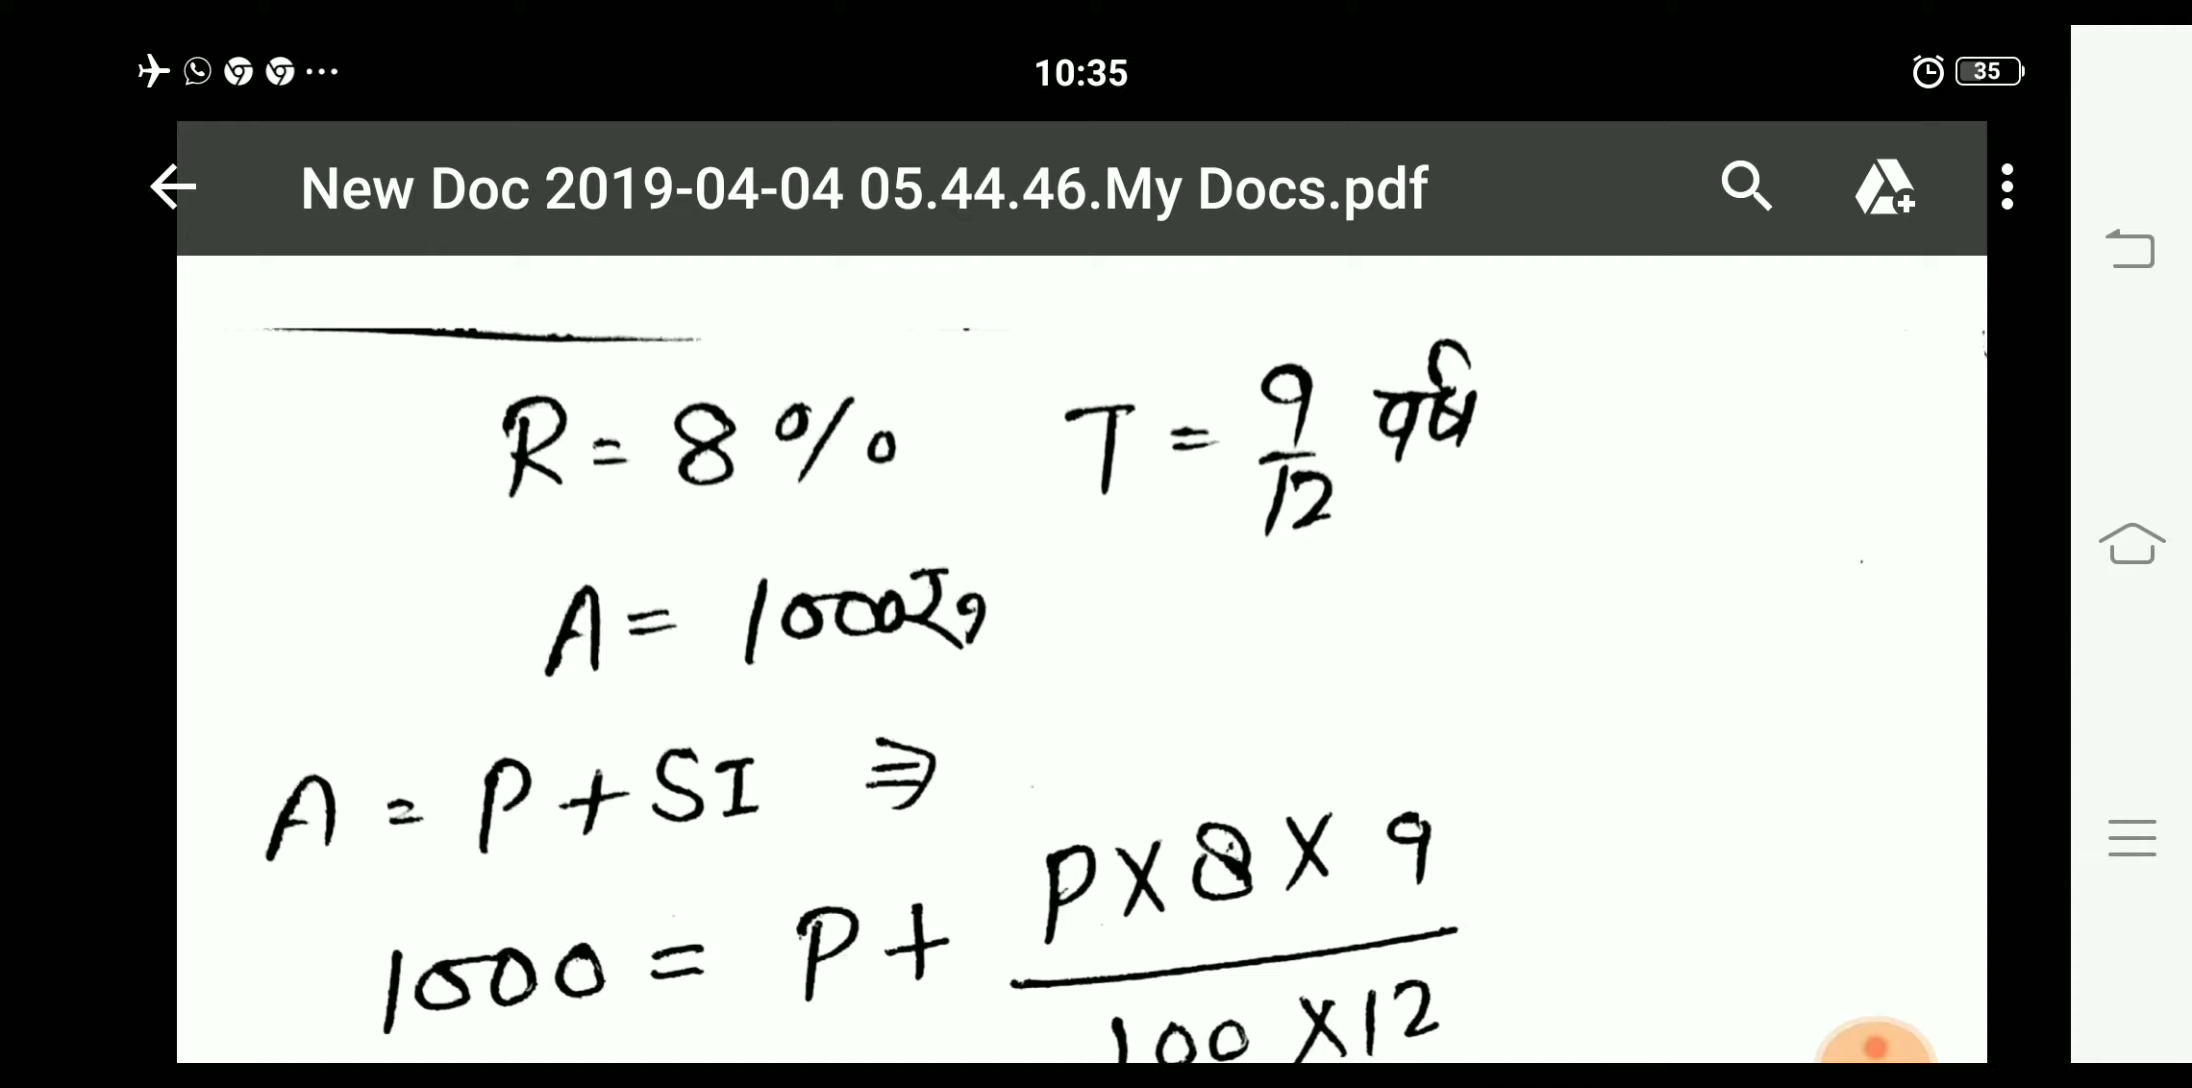 10:35
35
New Doc 2019-04-04 05.44.46.My Docs.pdf
R = 8 % T = 9/12 वर्ष
A = 1000रु
A = P + SI ⇒
1000 = P + P X 8 X 9
100 X 12